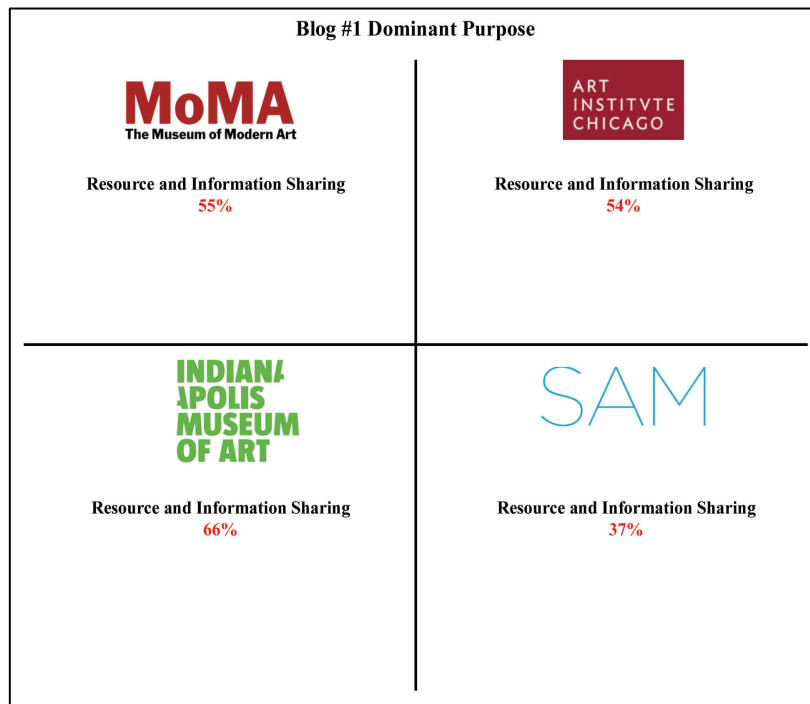 Blog #1 Dominant Purpose
MoMA
The Museum of Modern Art
Resource and Information Sharing
55%
ART
INSTITVTE
CHICAGO
Resource and Information Sharing
54%
INDIANA
APOLIS
MUSEUM
OF ART
Resource and Information Sharing
66%
SAM
Resource and Information Sharing
37%